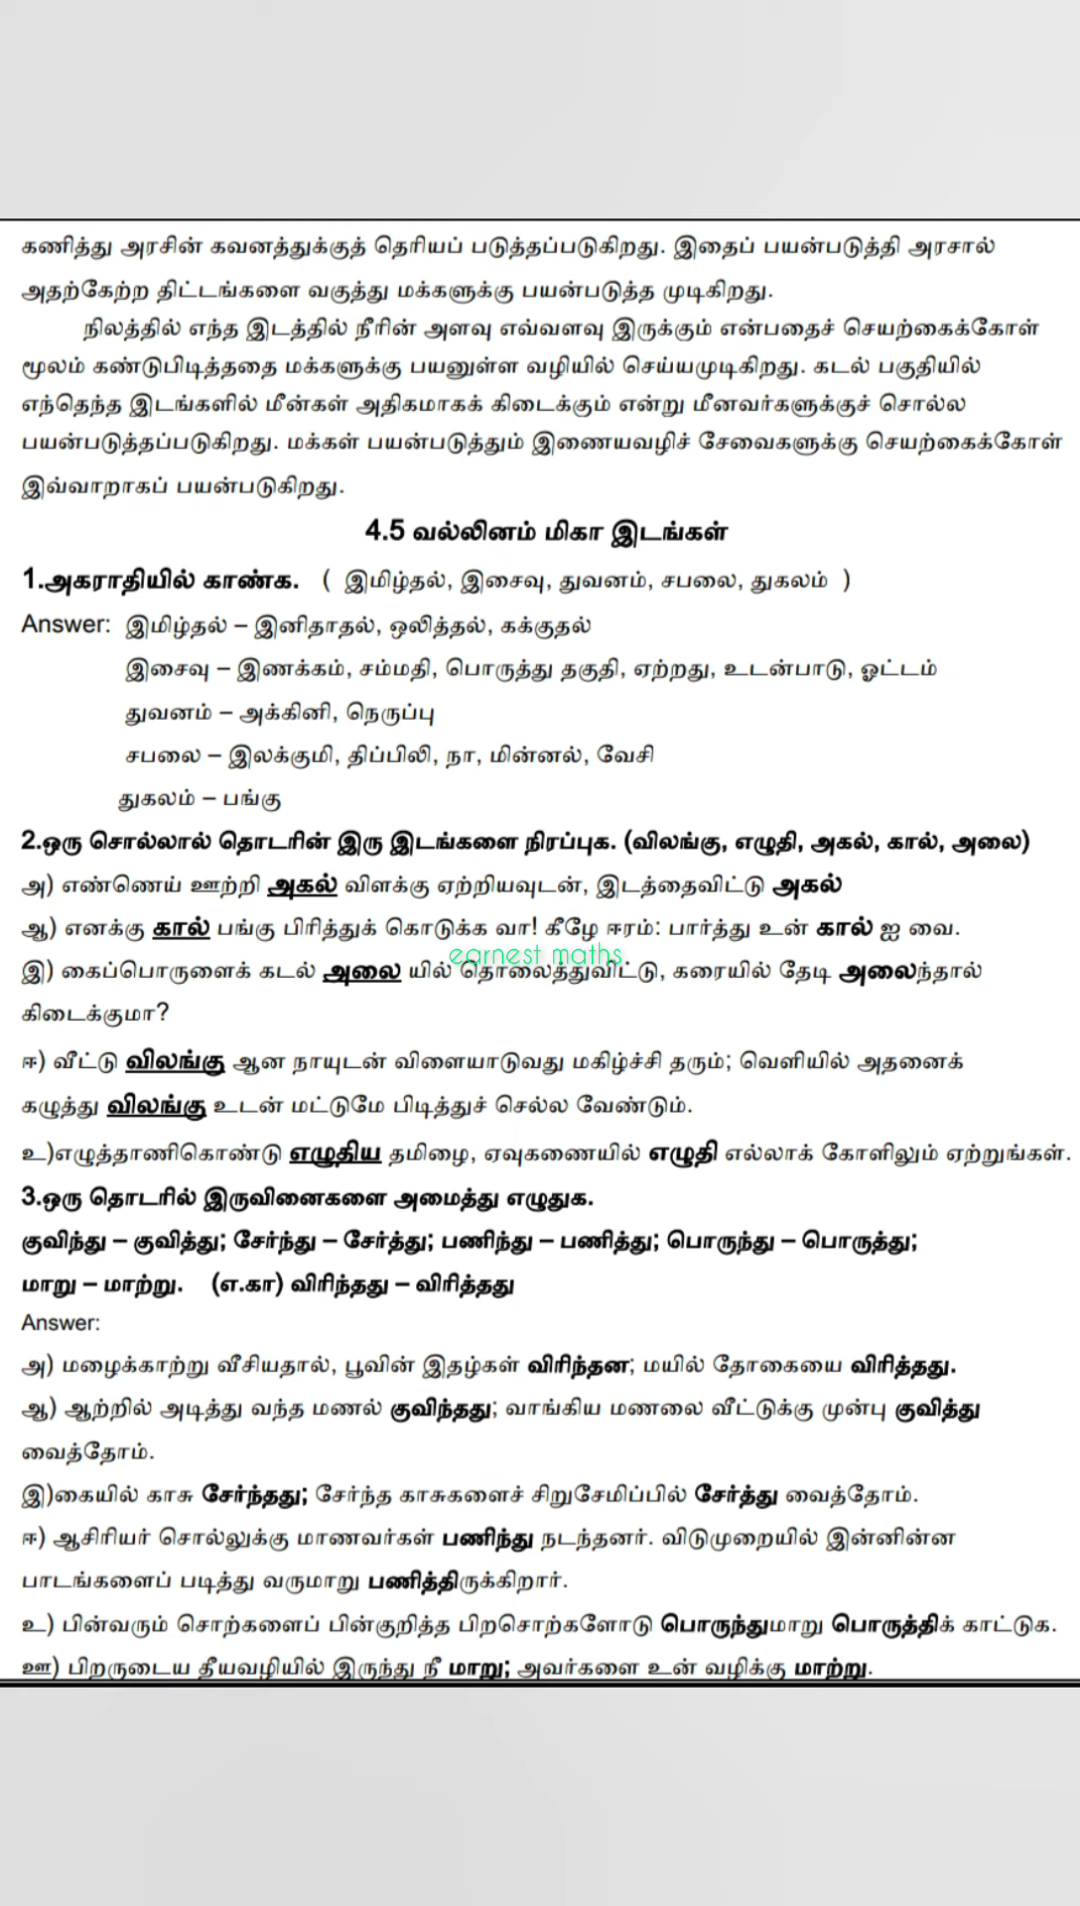 கணித்து அரசின் கவனத்துக்குத் தெரியப் படுத்தப்படுகிறது. இதைப் பயன்படுத்தி அரசால்
அதற்கேற்ற திட்டங்களை வகுத்து மக்களுக்கு பயன்படுத்த முடிகிறது.
நிலத்தில் எந்த இடத்தில் நீரின் அளவு எவ்வளவு இருக்கும் என்பதைச் செயற்கைக்கோள்
மூலம் கண்டுபிடித்ததை மக்களுக்கு பயனுள்ள வழியில் செய்யமுடிகிறது. கடல் பகுதியில்
எந்தெந்த இடங்களில் மீன்கள் அதிகமாகக் கிடைக்கும் என்று மீனவர்களுக்குச் சொல்ல
பயன்படுத்தப்படுகிறது. மக்கள் பயன்படுத்தும் இணையவழிச் சேவைகளுக்கு செயற்கைக்கோள்
இவ்வாறாகப் பயன்படுகிறது.
4.5 வல்லினம் மிகா இடங்கள்
1.அகராதியில் காண்க. ( இமிழ்தல், இசைவு, துவனம், சபலை, துகலம் )
Answer: இமிழ்தல் – இனிதாதல், ஒலித்தல், கக்குதல்
இசைவு – இணக்கம், சம்மதி, பொருத்து தகுதி, ஏற்றது, உடன்பாடு, ஓட்டம்
துவனம் – அக்கினி, நெருப்பு
சபலை – இலக்குமி, திப்பிலி, நா, மின்னல், வேசி
துகலம் – பங்கு
2.ஒரு சொல்லால் தொடரின் இரு இடங்களை நிரப்புக. (விலங்கு, எழுதி, அகல், கால், அலை)
அ) எண்ணெய் ஊற்றி அகல் விளக்கு ஏற்றியவுடன், இடத்தைவிட்டு அகல்
ஆ) எனக்கு கால் பங்கு பிரித்துக் கொடுக்க வா! கீழே ஈரம்: பார்த்து உன் கால் ஐ வை.
earnest maths
இ) கைப்பொருளைக் கடல் அலை யில் தொலைத்துவிட்டு, கரையில் தேடி அலைந்தால்
கிடைக்குமா?
ஈ) வீட்டு விலங்கு ஆன நாயுடன் விளையாடுவது மகிழ்ச்சி தரும்; வெளியில் அதனைக்
கழுத்து விலங்கு உடன் மட்டுமே பிடித்துச் செல்ல வேண்டும்.
உ)எழுத்தாணிகொண்டு எழுதிய தமிழை, ஏவுகணையில் எழுதி எல்லாக் கோளிலும் ஏற்றுங்கள்.
3.ஒரு தொடரில் இருவினைகளை அமைத்து எழுதுக.
குவிந்து – குவித்து; சேர்ந்து – சேர்த்து; பணிந்து – பணித்து; பொருந்து – பொருத்து;
மாறு – மாற்று. (எ.கா) விரிந்தது – விரித்தது
Answer:
அ) மழைக்காற்று வீசியதால், பூவின் இதழ்கள் விரிந்தன; மயில் தோகையை விரித்தது.
ஆ) ஆற்றில் அடித்து வந்த மணல் குவிந்தது; வாங்கிய மணலை வீட்டுக்கு முன்பு குவித்து
வைத்தோம்.
இ)கையில் காசு சேர்ந்தது; சேர்ந்த காசுகளைச் சிறுசேமிப்பில் சேர்த்து வைத்தோம்.
ஈ) ஆசிரியர் சொல்லுக்கு மாணவர்கள் பணிந்து நடந்தனர். விடுமுறையில் இன்னின்ன
பாடங்களைப் படித்து வருமாறு பணித்திருக்கிறார்.
உ) பின்வரும் சொற்களைப் பின்குறித்த பிறசொற்களோடு பொருந்துமாறு பொருத்திக் காட்டுக.
ஊ) பிறருடைய தீயவழியில் இருந்து நீ மாறு; அவர்களை உன் வழிக்கு மாற்று.